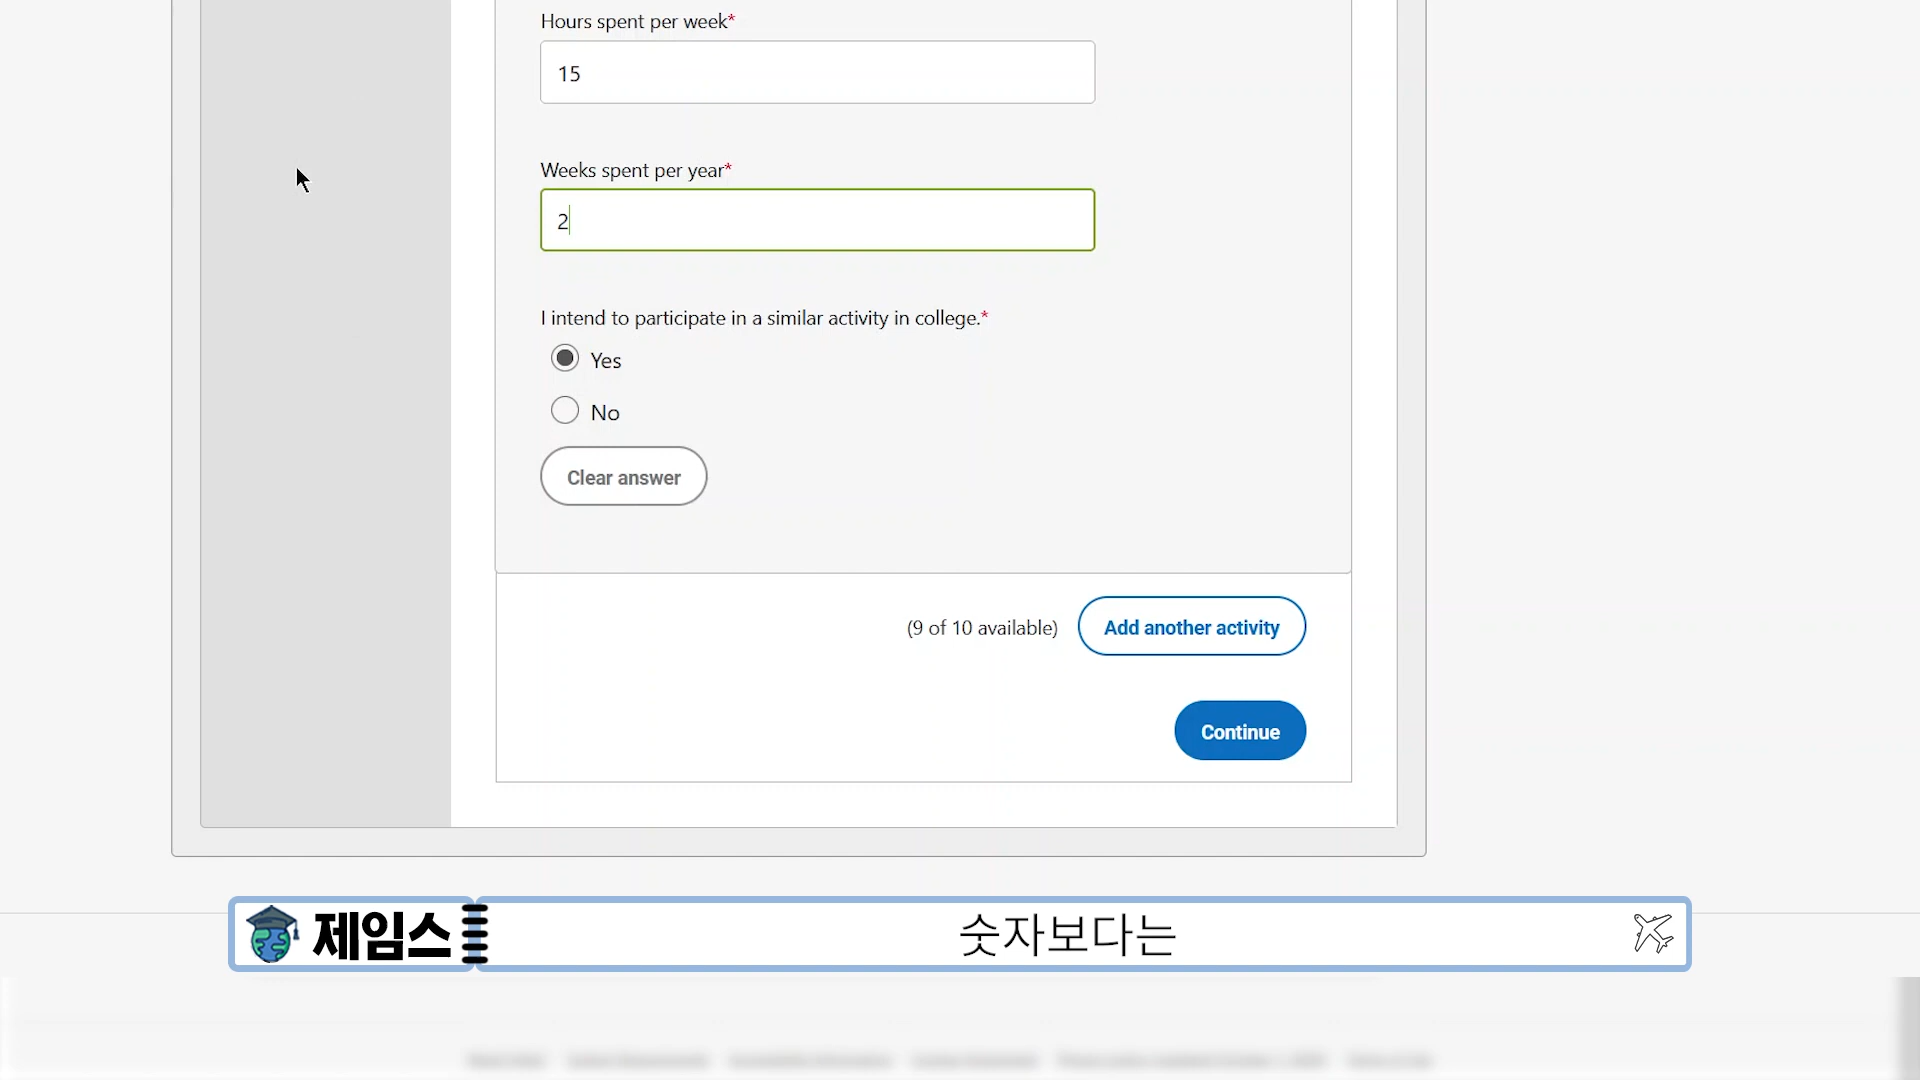 Hours spent per week*
15
Weeks spent per year*
2
I intend to participate in a similar activity in college.*
Yes
No
Clear answer
(9 of 10 available)
Add another activity
Continue
제임스
숫자보다는